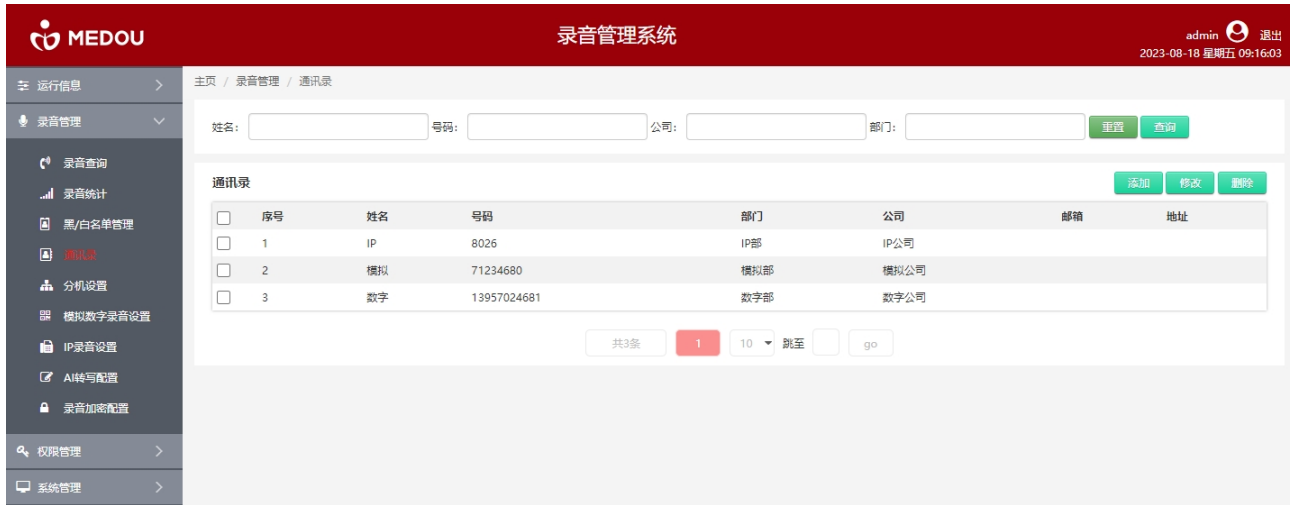 MEDOU
录音管理系统
admin 退出
2023-08-18 星期五 09:16:03
运行信息
录音管理
录音查询
录音统计
黑/白名单管理
通讯录
分机设置
模拟数字录音设置
IP录音设置
AI转写配置
录音加密配置
权限管理
系统管理
主页 / 录音管理 / 通讯录
姓名: 号码: 公司: 部门: 重置 查询
通讯录 添加 修改 删除
序号 姓名 号码 部门 公司 邮箱 地址
1 IP 8026 IP部 IP公司
2 模拟 71234680 模拟部 模拟公司
3 数字 13957024681 数字部 数字公司
共3条 1 10 跳至 go